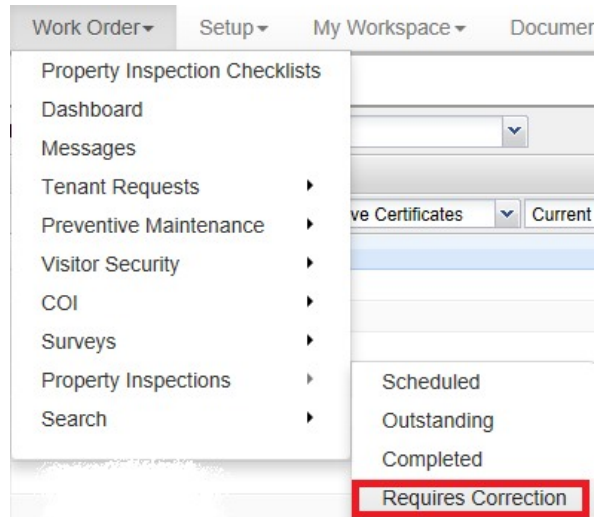 Work Order Setup My Workspace
Property Inspection Checklists
Dashboard
Messages
Tenant Requests
Preventive Maintenance
ve Certificates Current
Visitor Security
COI
Surveys
Property Inspections
Scheduled
Search
Outstanding
Completed
Requires Correction